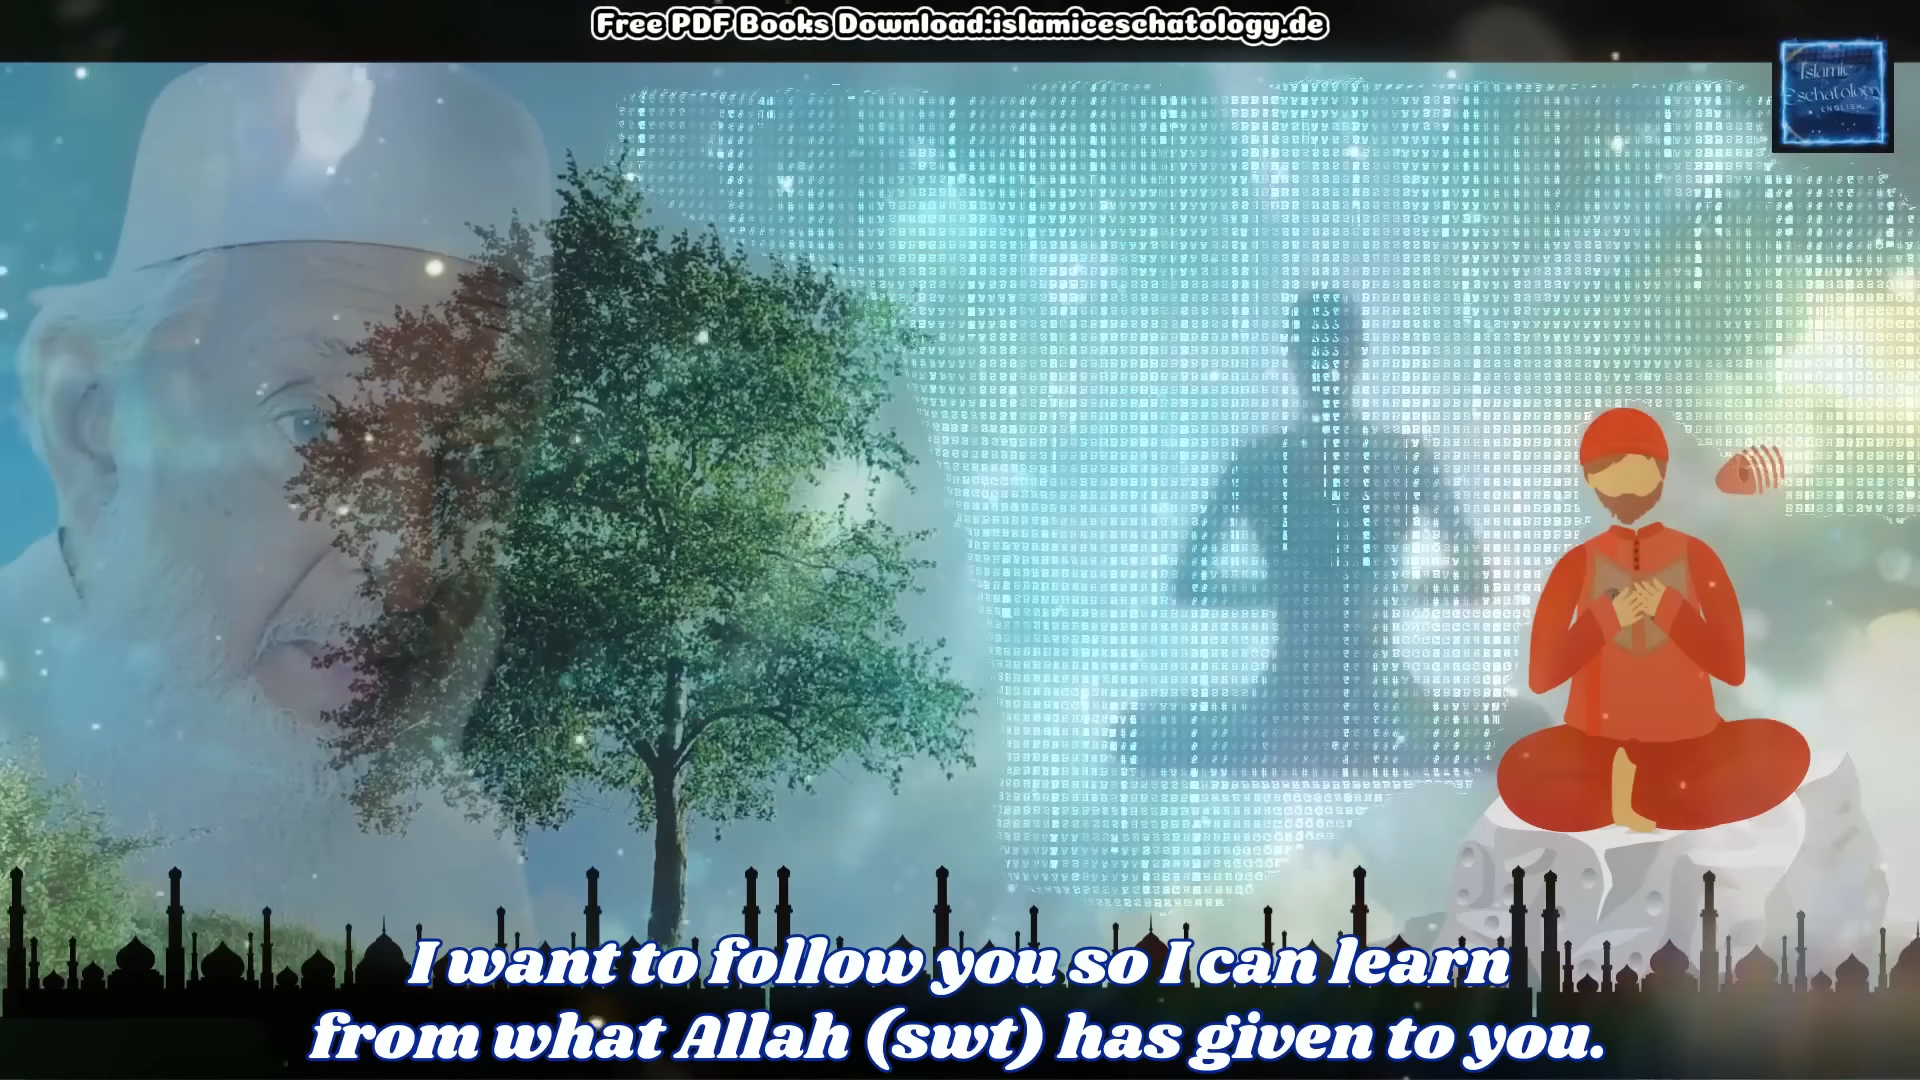 Free PDF Books Download:islamiceschatology.de
Islamic
Eschatology
ENGLISH
I want to follow you so I can learn
from what Allah (swt) has given to you.